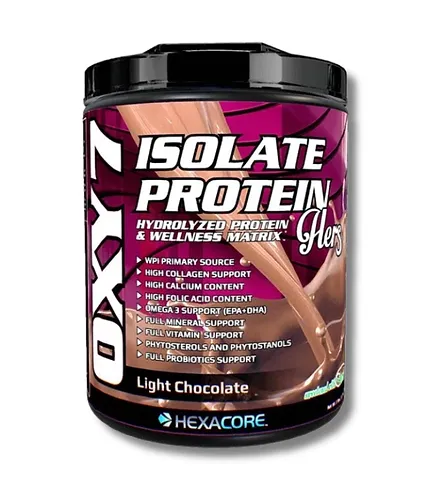 OXY7
ISOLATE
PROTEIN
Hers
HYDROLYZED PROTEIN
& WELLNESS MATRIX
WPI PRIMARY SOURCE
HIGH COLLAGEN SUPPORT
HIGH CALCIUM CONTENT
HIGH FOLIC ACID CONTENT
OMEGA 3 SUPPORT (EPA+DHA)
FULL MINERAL SUPPORT
FULL VITAMIN SUPPORT
PHYTOSTEROLS AND PHYTOSTANOLS
FULL PROBIOTICS SUPPORT
Light Chocolate
HEXACORE